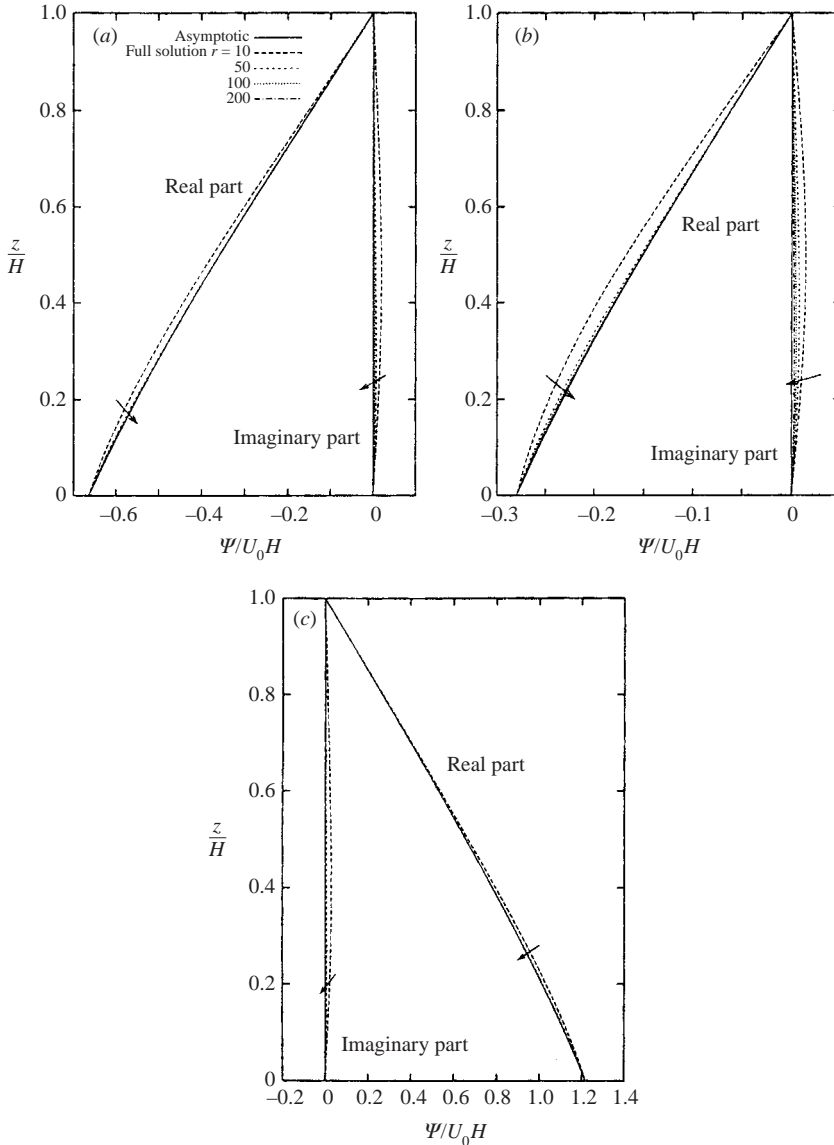 (a)
Asymptotic
Full solution r = 10
50
100
200
1.0
0.8
0.6
0.4
0.2
0
z/H
Real part
Imaginary part
−0.6
−0.4
−0.2
0
Ψ/U₀H
(b)
1.0
0.8
0.6
0.4
0.2
0
z/H
Real part
Imaginary part
−0.3
−0.2
−0.1
0
Ψ/U₀H
(c)
1.0
0.8
0.6
0.4
0.2
0
z/H
Real part
Imaginary part
−0.2
0
0.2
0.4
0.6
0.8
1.0
1.2
1.4
Ψ/U₀H